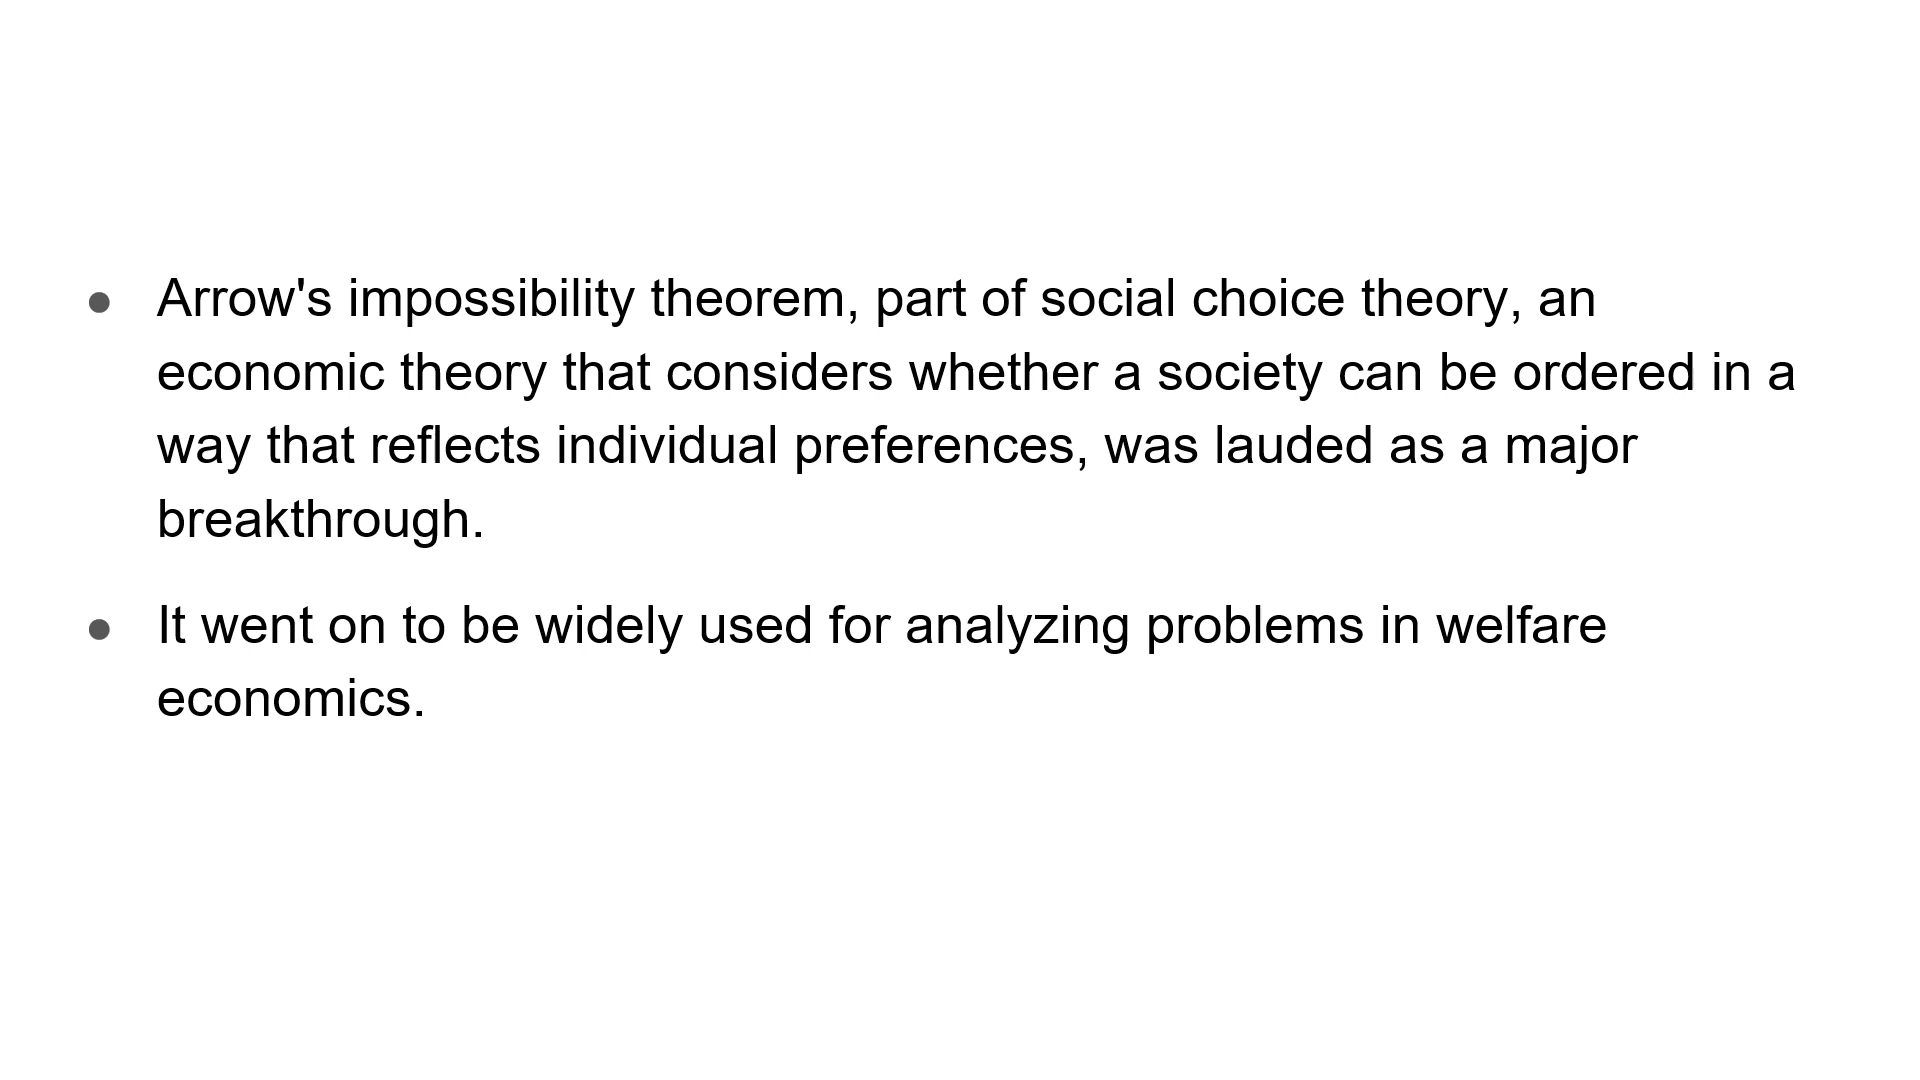 ● Arrow's impossibility theorem, part of social choice theory, an
economic theory that considers whether a society can be ordered in a
way that reflects individual preferences, was lauded as a major
breakthrough.
● It went on to be widely used for analyzing problems in welfare
economics.